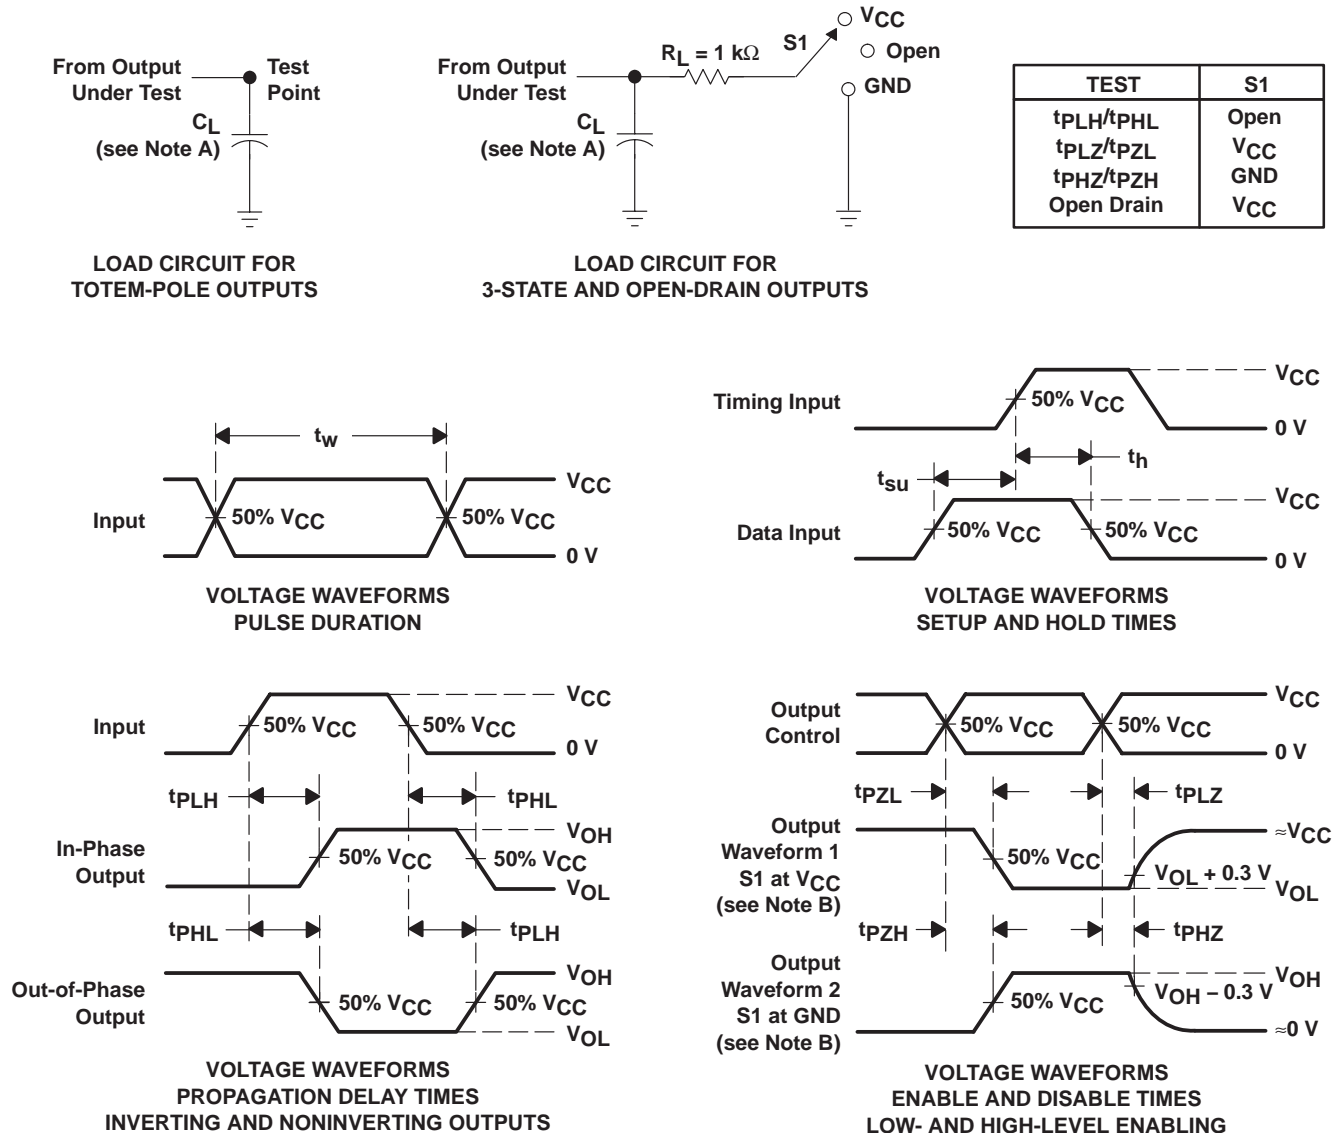 From Output
Under Test
Test
Point
CL
(see Note A)
LOAD CIRCUIT FOR
TOTEM-POLE OUTPUTS
From Output
Under Test
RL = 1 kΩ
S1
VCC
Open
GND
CL
(see Note A)
LOAD CIRCUIT FOR
3-STATE AND OPEN-DRAIN OUTPUTS
TEST S1
tPLH/tPHL Open
tPLZ/tPZL VCC
tPHZ/tPZH GND
Open Drain VCC
tw
Input
50% VCC
50% VCC
VCC
0 V
VOLTAGE WAVEFORMS
PULSE DURATION
Timing Input
50% VCC
VCC
0 V
tsu
th
Data Input
50% VCC
50% VCC
VCC
0 V
VOLTAGE WAVEFORMS
SETUP AND HOLD TIMES
Input
50% VCC
50% VCC
VCC
0 V
tPLH
tPHL
In-Phase
Output
50% VCC
50% VCC
VOH
VOL
tPHL
tPLH
Out-of-Phase
Output
50% VCC
50% VCC
VOH
VOL
VOLTAGE WAVEFORMS
PROPAGATION DELAY TIMES
INVERTING AND NONINVERTING OUTPUTS
Output
Control
50% VCC
50% VCC
VCC
0 V
tPZL
tPLZ
Output
Waveform 1
S1 at VCC
(see Note B)
50% VCC
VOL + 0.3 V
≈VCC
VOL
tPZH
tPHZ
Output
Waveform 2
S1 at GND
(see Note B)
50% VCC
VOH – 0.3 V
VOH
≈0 V
VOLTAGE WAVEFORMS
ENABLE AND DISABLE TIMES
LOW- AND HIGH-LEVEL ENABLING